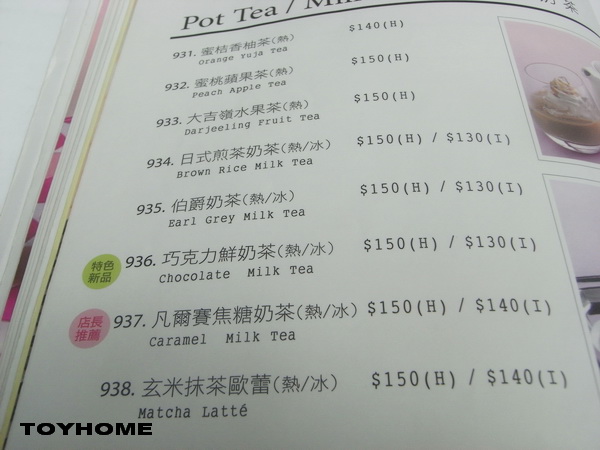 Pot Tea / Milk
奶茶
931. 蜜桔香柚茶(熱) $140(H)
Orange Yuja Tea
932. 蜜桃蘋果茶(熱) $150(H)
Peach Apple Tea
933. 大吉嶺水果茶(熱) $150(H)
Darjeeling Fruit Tea
934. 日式煎茶奶茶(熱/冰) $150(H) / $130(I)
Brown Rice Milk Tea
935. 伯爵奶茶(熱/冰) $150(H) / $130(I)
Earl Grey Milk Tea
特色
新品
936. 巧克力鮮奶茶(熱/冰) $150(H) / $130(I)
Chocolate Milk Tea
店長
推薦
937. 凡爾賽焦糖奶茶(熱/冰) $150(H) / $140(I)
Caramel Milk Tea
938. 玄米抹茶歐蕾(熱/冰) $150(H) / $140(I)
Matcha Latté
TOYHOME